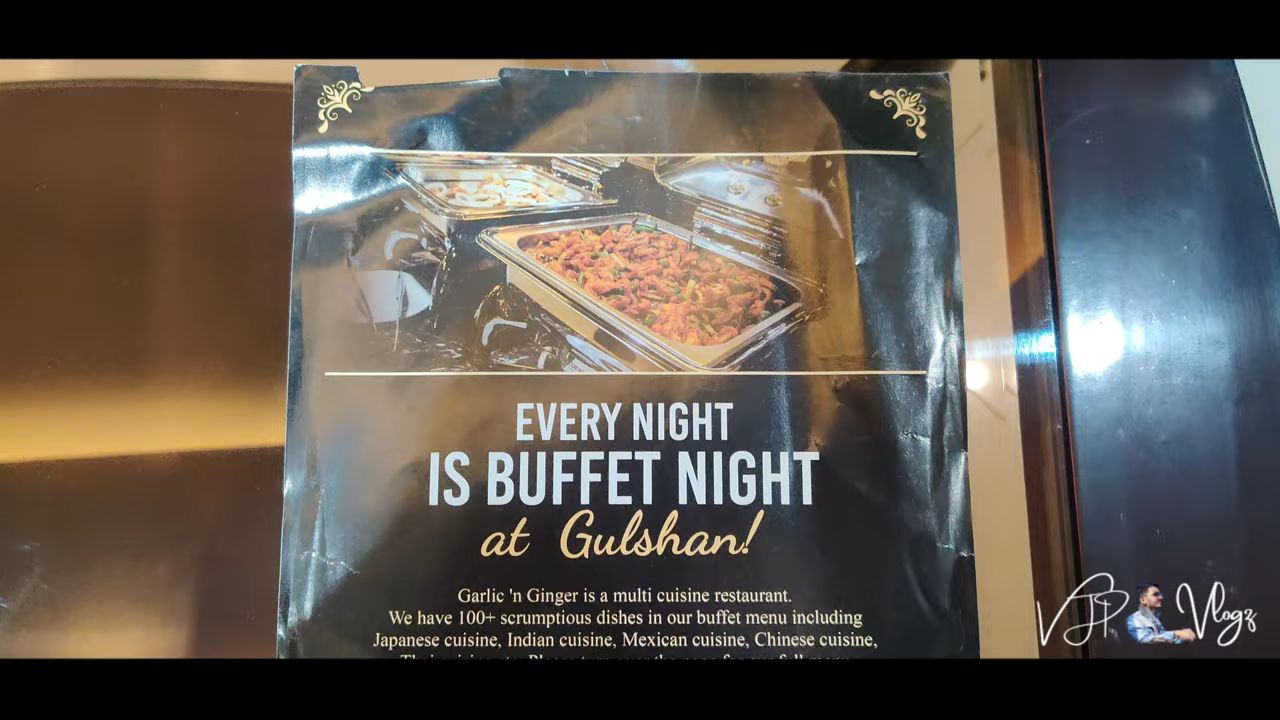 EVERY NIGHT
IS BUFFET NIGHT
at Gulshan!
Garlic 'n Ginger is a multi cuisine restaurant.
We have 100+ scrumptious dishes in our buffet menu including
Japanese cuisine, Indian cuisine, Mexican cuisine, Chinese cuisine,
Vlogz